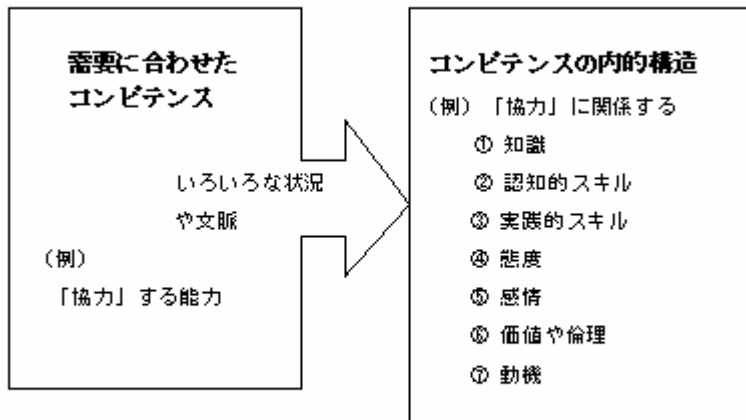 需要に合わせた
コンピテンス
いろいろな状況
や文脈
（例）
「協力」する能力
コンピテンスの内的構造
（例）「協力」に関係する
① 知識
② 認知的スキル
③ 実践的スキル
④ 態度
⑤ 感情
⑥ 価値や倫理
⑦ 動機